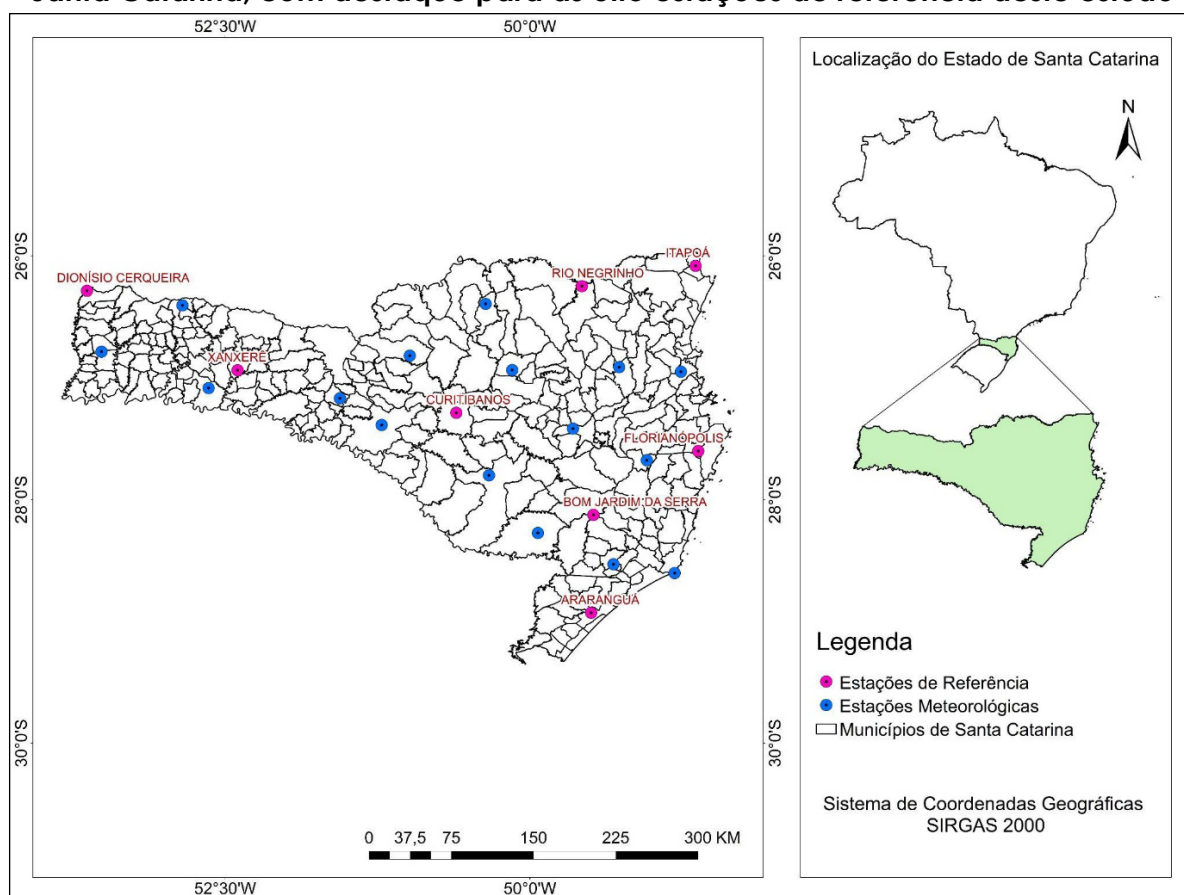 Santa Catarina, com destaque para as oito estações de referência deste estado
52°30'W 50°0'W
26°0'S
28°0'S
30°0'S
26°0'S
28°0'S
30°0'S
DIONÍSIO CERQUEIRA
ITAPOÁ
RIO NEGRINHO
XANXERÊ
CURITIBANOS
FLORIANÓPOLIS
BOM JARDIM DA SERRA
ARARANGUÁ
0 37,5 75 150 225 300 KM
52°30'W 50°0'W
Localização do Estado de Santa Catarina
N
Legenda
Estações de Referência
Estações Meteorológicas
Municípios de Santa Catarina
Sistema de Coordenadas Geográficas
SIRGAS 2000